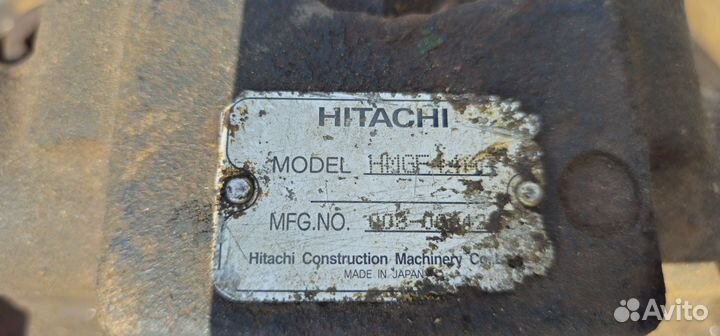 HITACHI
MODEL
MFG.NO.
Hitachi Construction Machinery Co.
MADE IN JAPAN
Avito